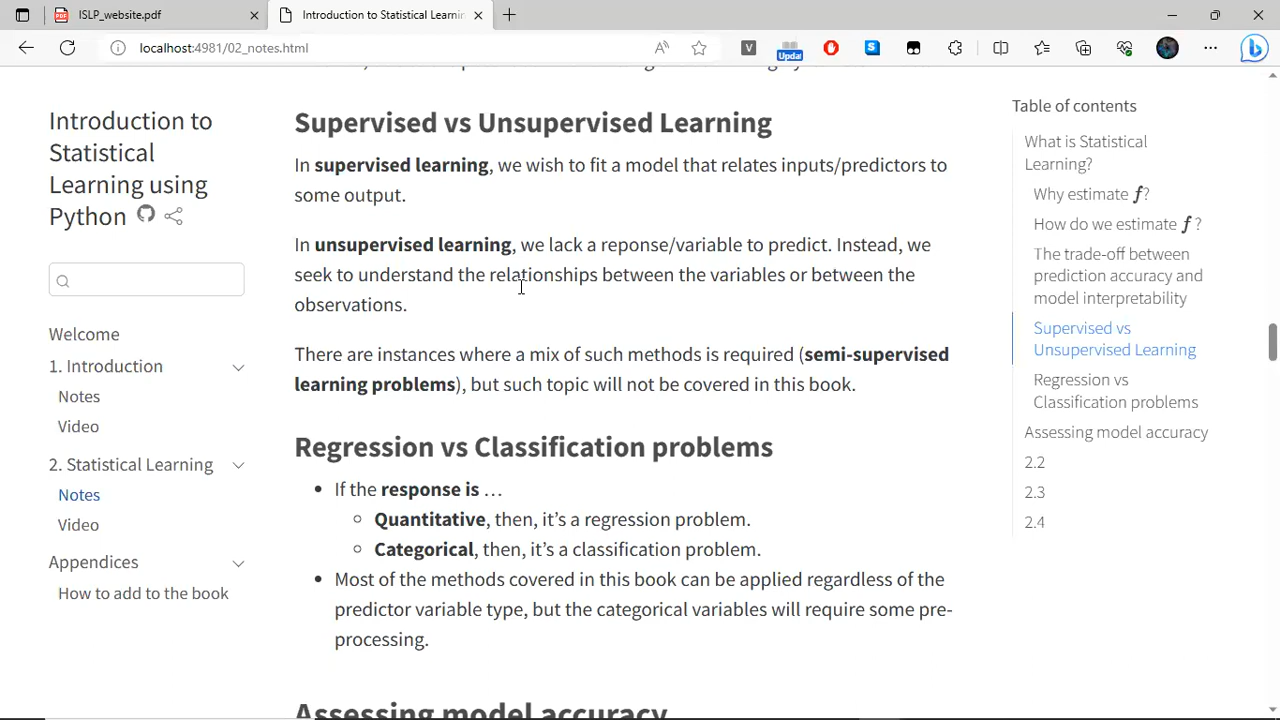 ISLP_website.pdf
Introduction to Statistical Learnin
localhost:4981/02_notes.html
Introduction to
Statistical
Learning using
Python
Welcome
1. Introduction
Notes
Video
2. Statistical Learning
Notes
Video
Appendices
How to add to the book
Supervised vs Unsupervised Learning
In supervised learning, we wish to fit a model that relates inputs/predictors to
some output.
In unsupervised learning, we lack a reponse/variable to predict. Instead, we
seek to understand the relationships between the variables or between the
observations.
There are instances where a mix of such methods is required (semi-supervised
learning problems), but such topic will not be covered in this book.
Regression vs Classification problems
• If the response is …
Quantitative, then, it’s a regression problem.
Categorical, then, it’s a classification problem.
• Most of the methods covered in this book can be applied regardless of the
predictor variable type, but the categorical variables will require some pre-
processing.
Assessing model accuracy
Table of contents
What is Statistical
Learning?
Why estimate f?
How do we estimate f ?
The trade-off between
prediction accuracy and
model interpretability
Supervised vs
Unsupervised Learning
Regression vs
Classification problems
Assessing model accuracy
2.2
2.3
2.4